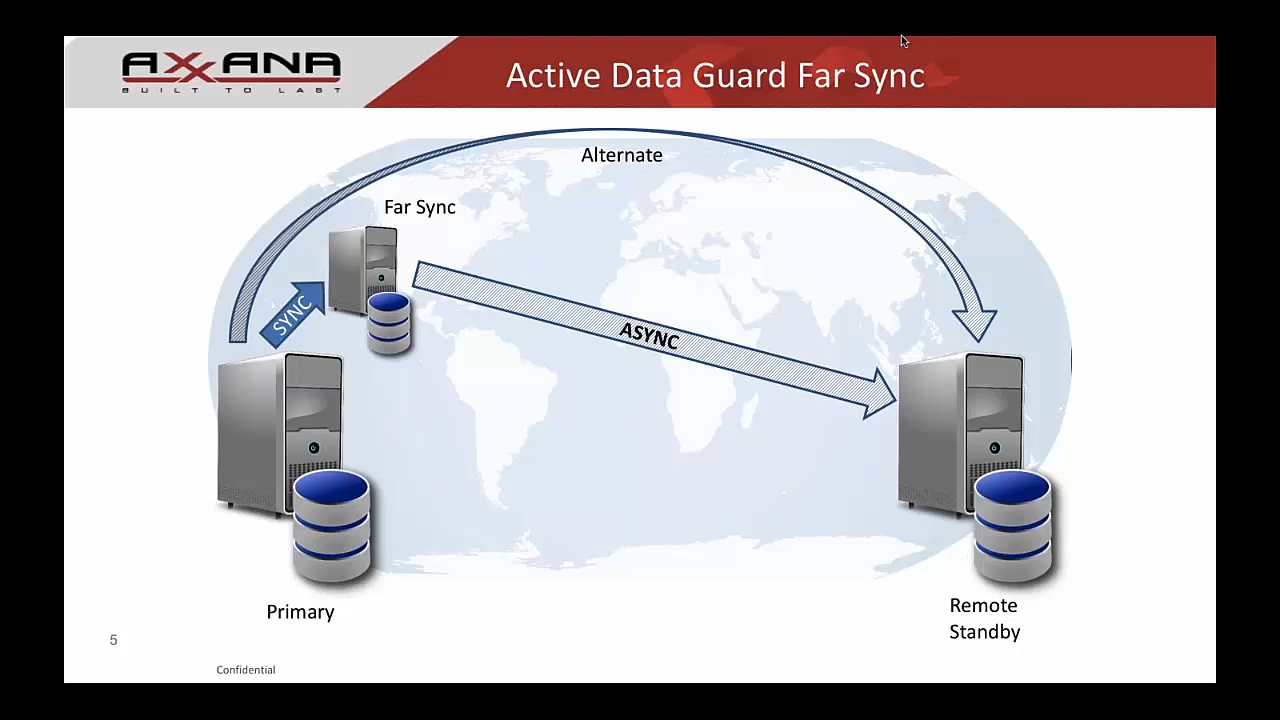 AXXANA
BUILT TO LAST
Active Data Guard Far Sync
Alternate
Far Sync
SYNC
ASYNC
Primary
Remote
Standby
5
Confidential